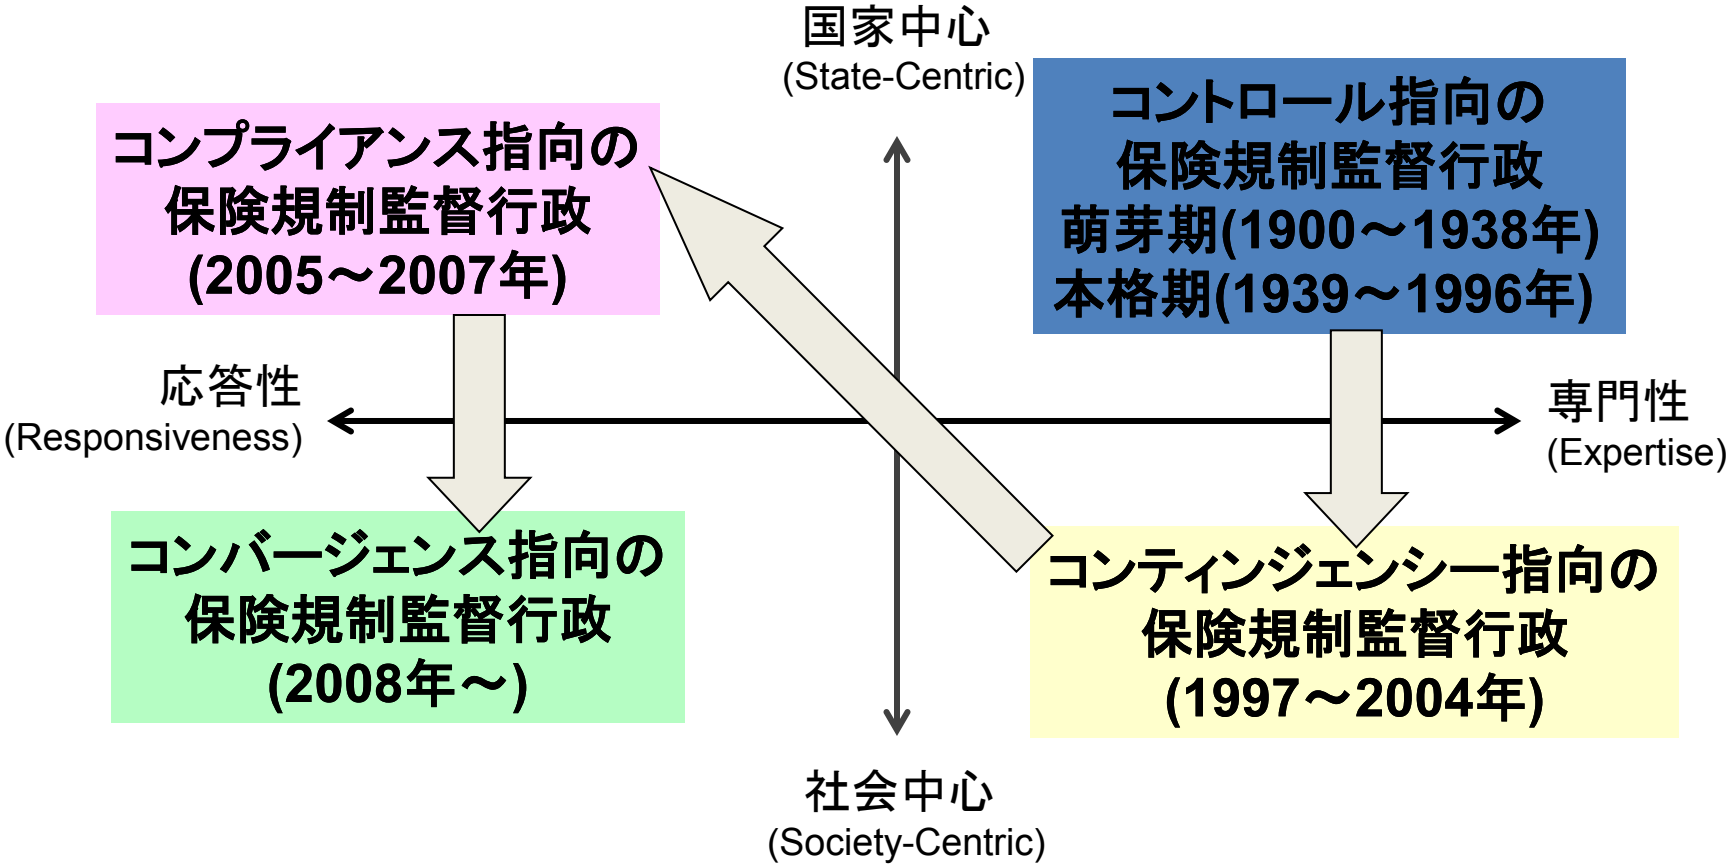 国家中心
(State-Centric)
コンプライアンス指向の
保険規制監督行政
(2005～2007年)
コントロール指向の
保険規制監督行政
萌芽期(1900～1938年)
本格期(1939～1996年)
応答性
(Responsiveness)
専門性
(Expertise)
コンバージェンス指向の
保険規制監督行政
(2008年～)
コンティンジェンシー指向の
保険規制監督行政
(1997～2004年)
社会中心
(Society-Centric)